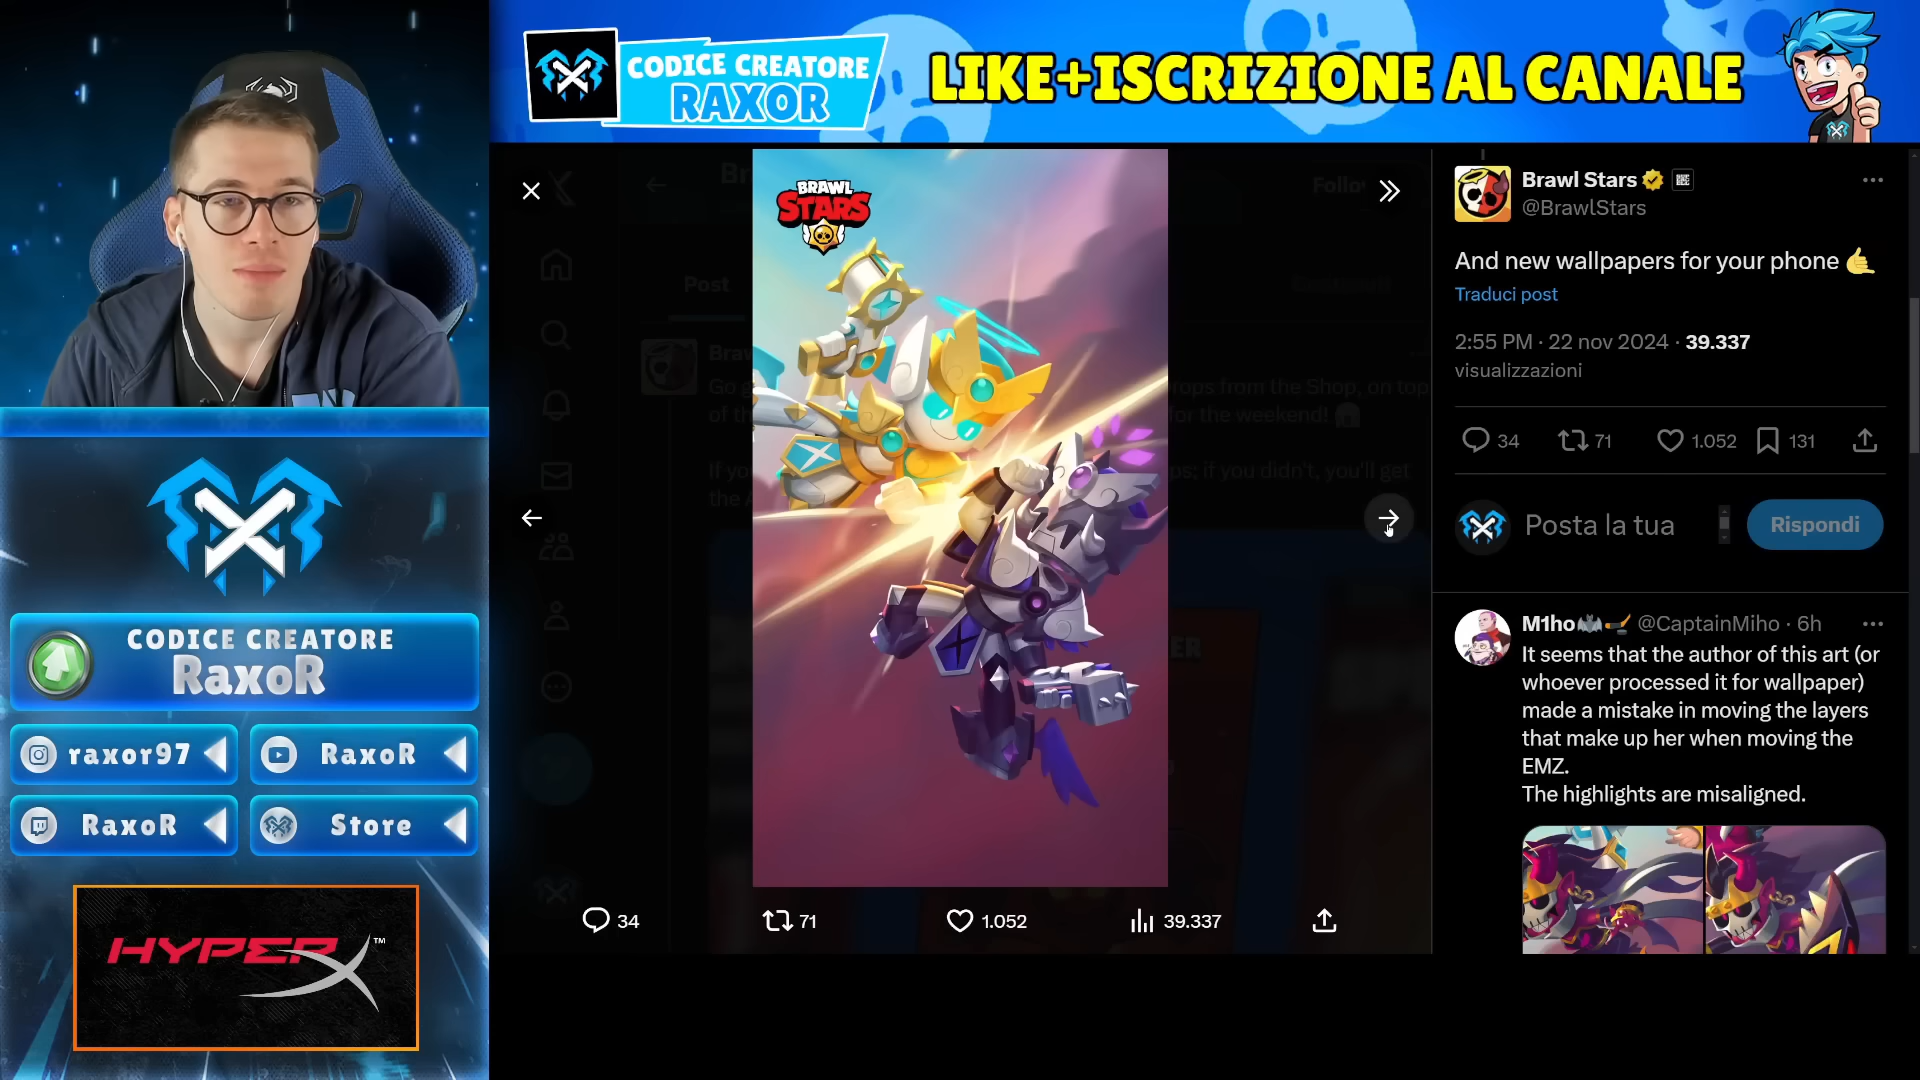 CODICE CREATORE
RAXOR
LIKE+ISCRIZIONE AL CANALE
BRAWL
STARS
Post
Brawl Stars
@BrawlStars
And new wallpapers for your phone 🤙
Traduci post
2:55 PM · 22 nov 2024 · 39.337
visualizzazioni
34
71
1.052
131
Posta la tua
Rispondi
M1ho🦇 @CaptainMiho · 6h
It seems that the author of this art (or
whoever processed it for wallpaper)
made a mistake in moving the layers
that make up her when moving the
EMZ.
The highlights are misaligned.
34
71
1.052
39.337
CODICE CREATORE
RaxoR
raxor97
RaxoR
RaxoR
Store
HYPERX™